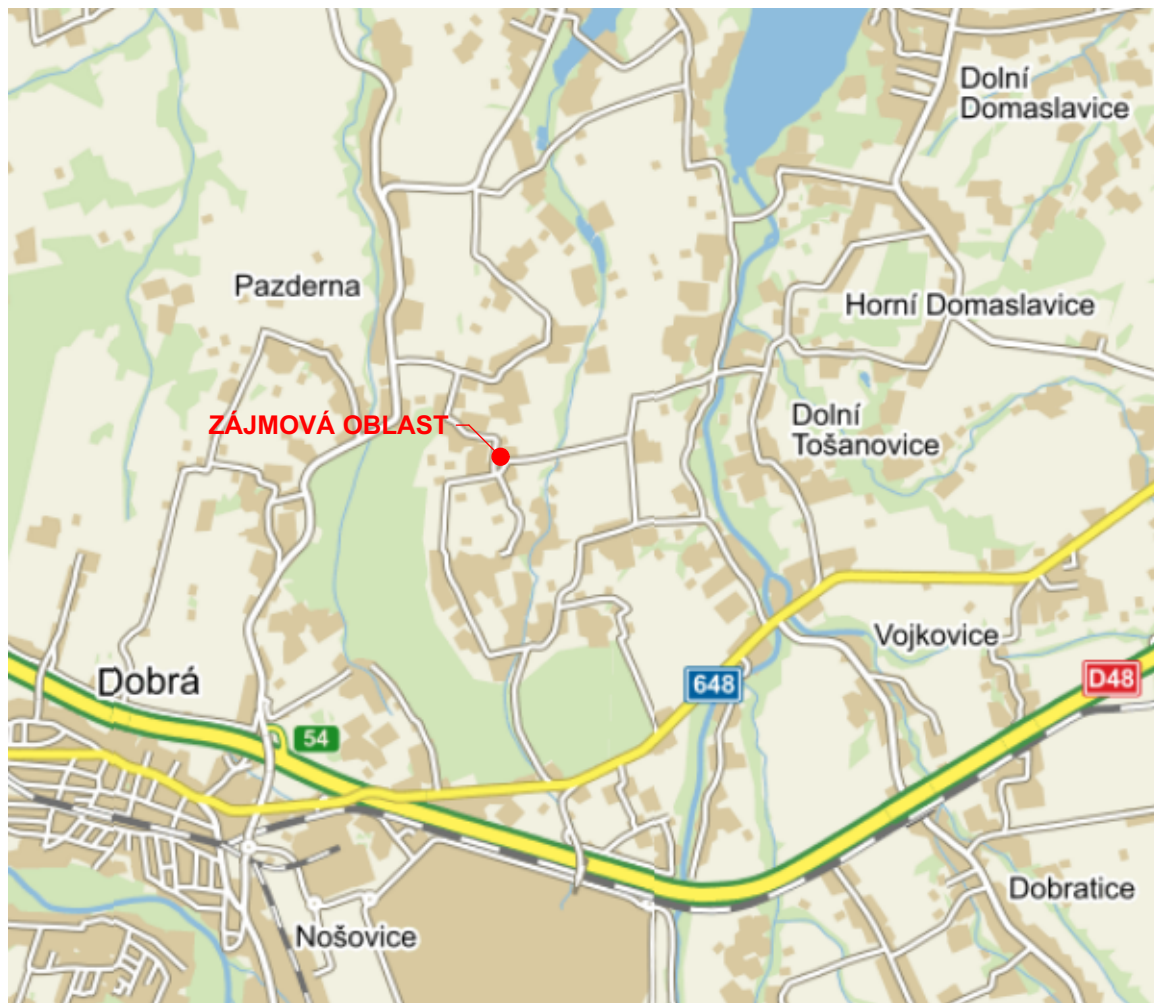 Dolní
Domaslavice
Pazderna
Horní Domaslavice
ZÁJMOVÁ OBLAST
Dolní
Tošanovice
Vojkovice
Dobrá
648
D48
54
Dobratice
Nošovice